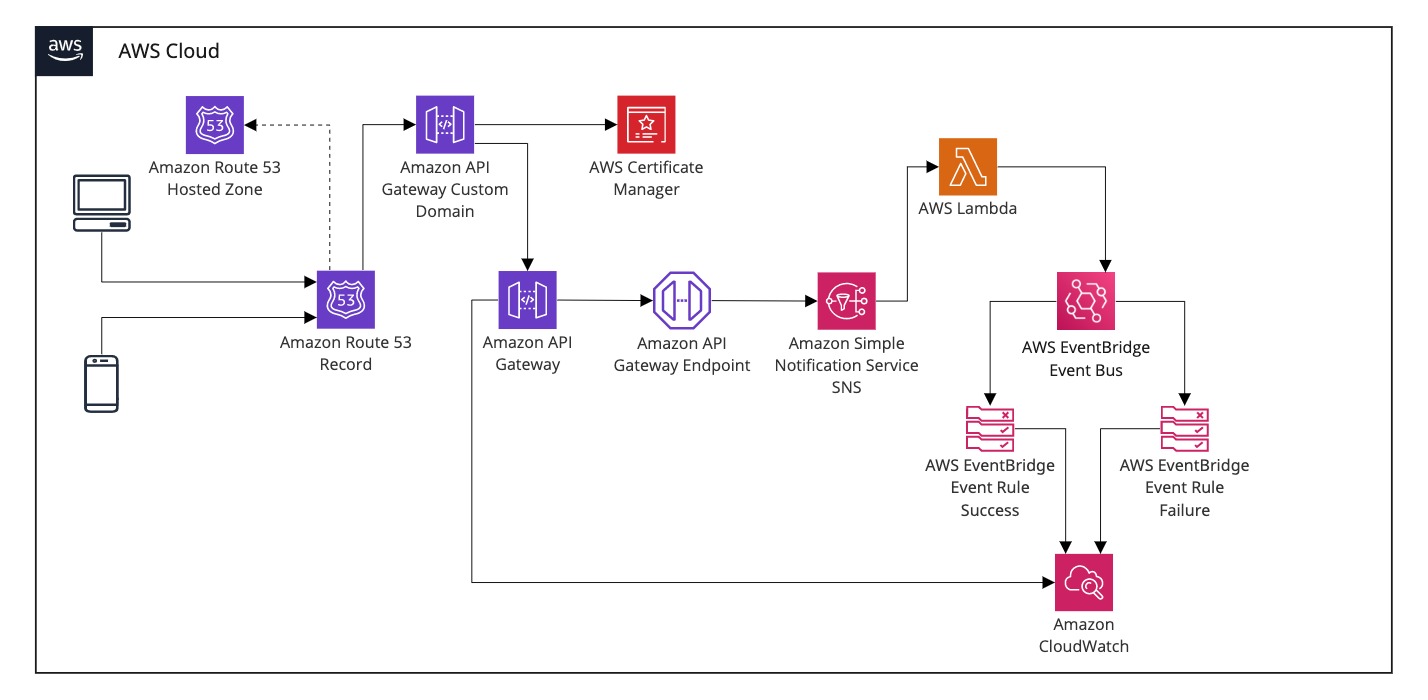 aws
AWS Cloud
53
Amazon Route 53
Hosted Zone
</>
Amazon API
Gateway Custom
Domain
AWS Certificate
Manager
AWS Lambda
53
Amazon Route 53
Record
</>
Amazon API
Gateway
Amazon API
Gateway Endpoint
Amazon Simple
Notification Service
SNS
AWS EventBridge
Event Bus
AWS EventBridge
Event Rule
Success
AWS EventBridge
Event Rule
Failure
Amazon
CloudWatch